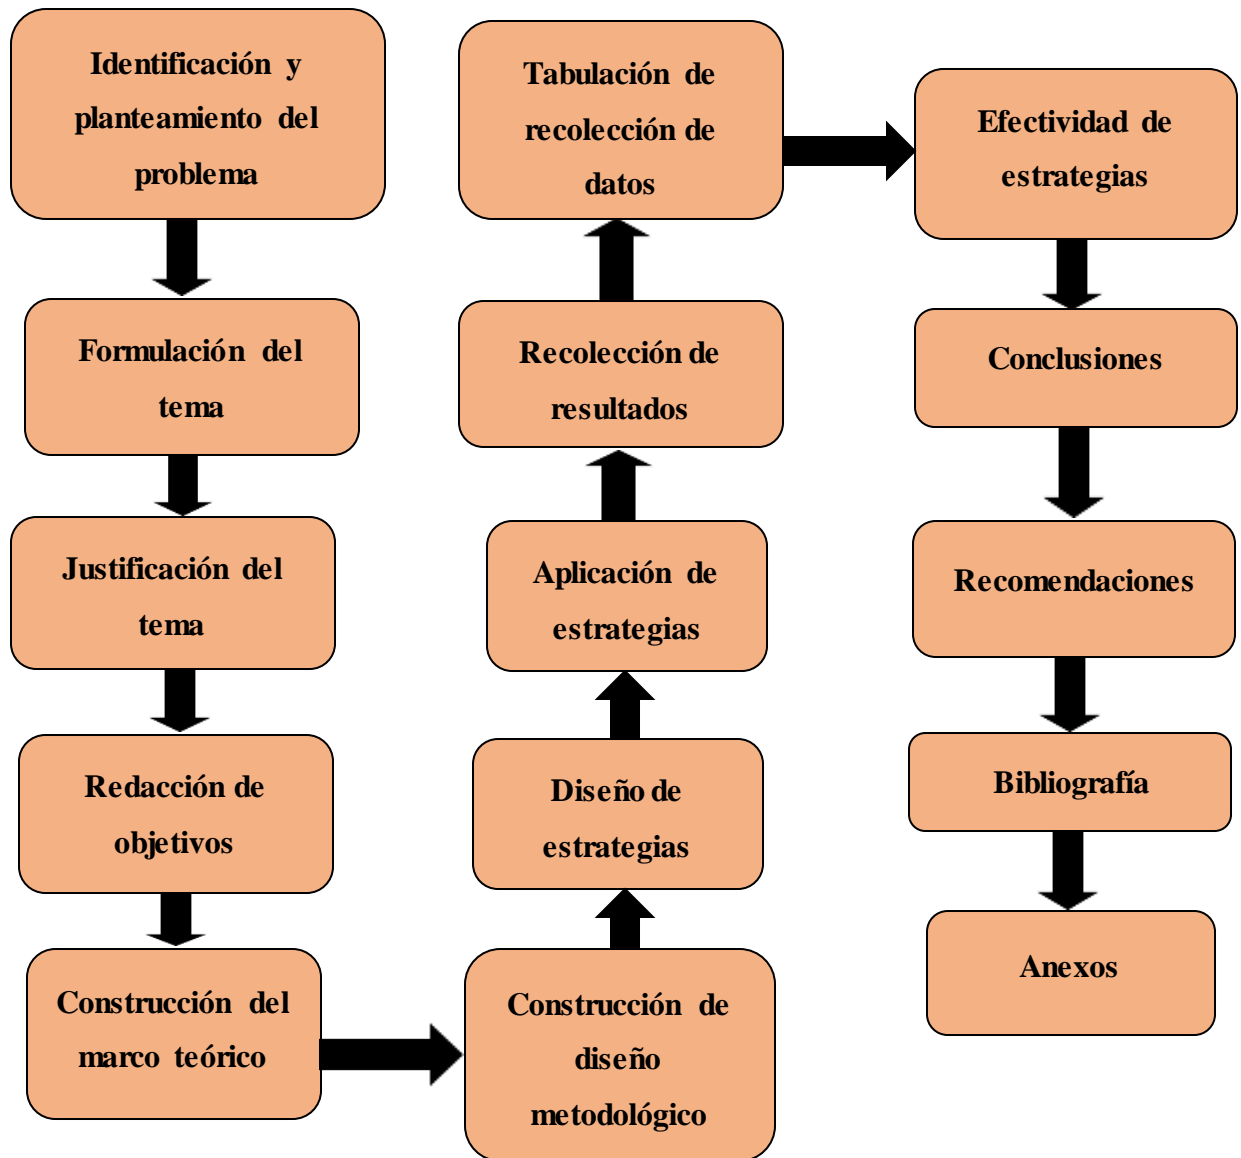 Identificación y
planteamiento del
problema
Formulación del
tema
Justificación del
tema
Redacción de
objetivos
Construcción del
marco teórico
Construcción de
diseño
metodológico
Diseño de
estrategias
Aplicación de
estrategias
Recolección de
resultados
Tabulación de
recolección de
datos
Efectividad de
estrategias
Conclusiones
Recomendaciones
Bibliografía
Anexos